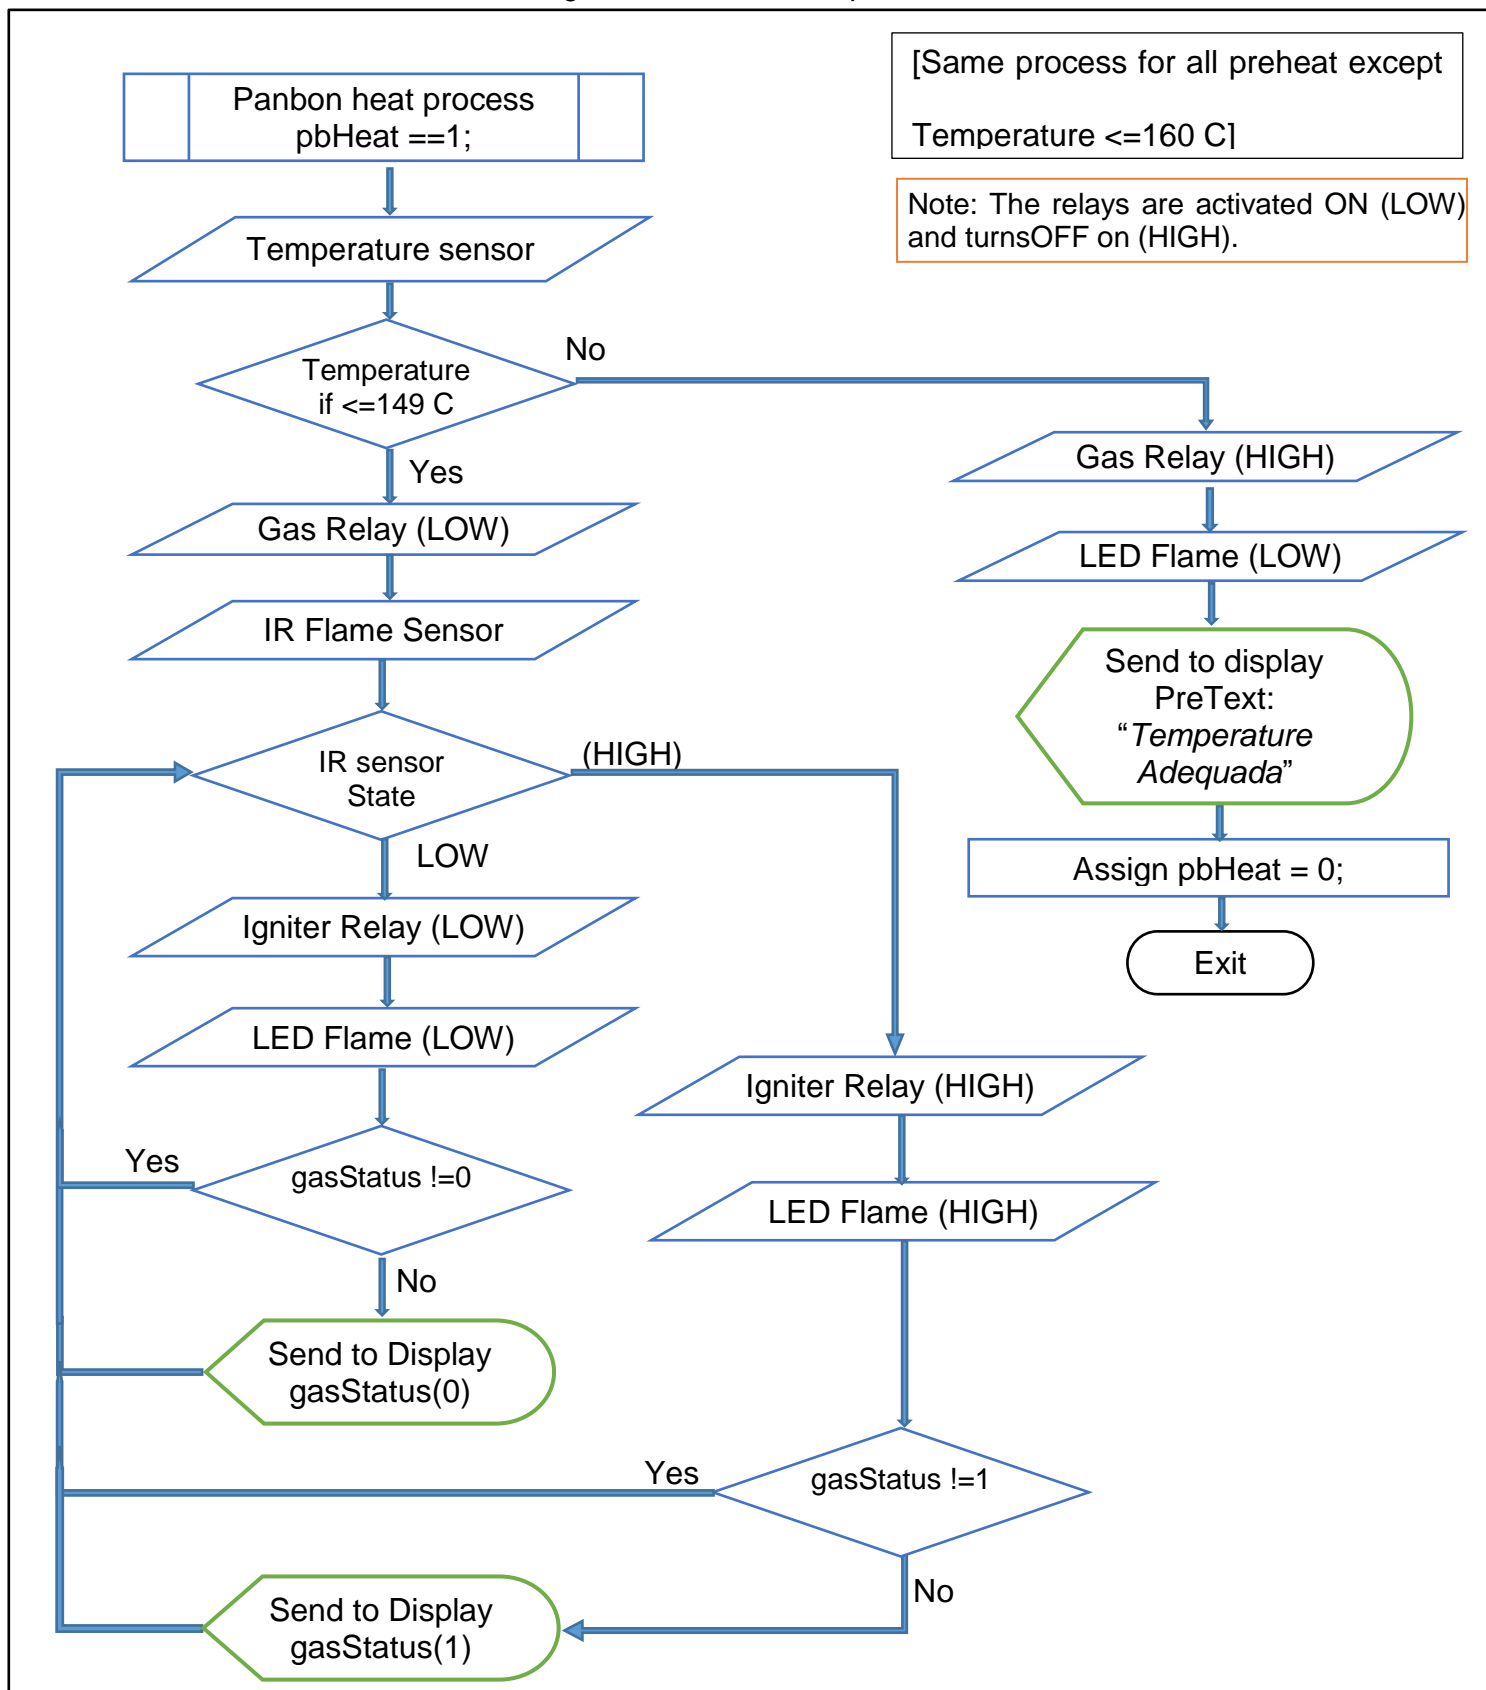 [Same process for all preheat except
Temperature <=160 C]
Panbon heat process
pbHeat ==1;
Note: The relays are activated ON (LOW)
and turnsOFF on (HIGH).
Temperature sensor
Temperature
if <=149 C
No
Yes
Gas Relay (HIGH)
Gas Relay (LOW)
LED Flame (LOW)
IR Flame Sensor
Send to display
PreText:
“Temperature
Adequada”
IR sensor
State
(HIGH)
LOW
Assign pbHeat = 0;
Igniter Relay (LOW)
Exit
LED Flame (LOW)
Igniter Relay (HIGH)
Yes
gasStatus !=0
LED Flame (HIGH)
No
Send to Display
gasStatus(0)
Yes
gasStatus !=1
No
Send to Display
gasStatus(1)